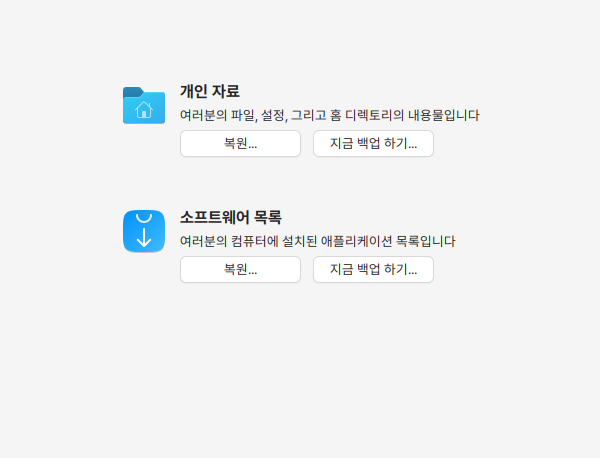 개인 자료
여러분의 파일, 설정, 그리고 홈 디렉토리의 내용물입니다
복원...
지금 백업 하기...
소프트웨어 목록
여러분의 컴퓨터에 설치된 애플리케이션 목록입니다
복원...
지금 백업 하기...